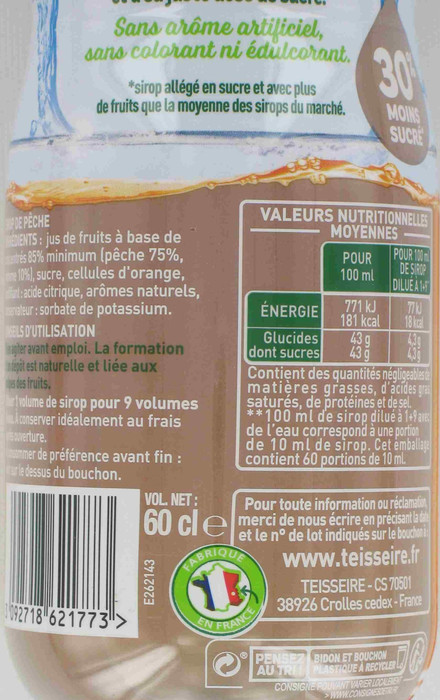 Sans arôme artificiel,
sans colorant ni édulcorant.
*sirop allégé en sucre et avec plus
de fruits que la moyenne des sirops du marché.
30%
MOINS
SUCRÉ
DE PÊCHE
: jus de fruits à base de
85% minimum (pêche 75%,
10%), sucre, cellules d'orange,
: acide citrique, arômes naturels,
: sorbate de potassium.
D'UTILISATION
avant emploi. La formation
est naturelle et liée aux
des fruits.
1 volume de sirop pour 9 volumes
À conserver idéalement au frais
ouverture.
de préférence avant fin :
le dessus du bouchon.
VALEURS NUTRITIONNELLES
MOYENNES
POUR
100 ml
POUR 100 ml
DE SIROP
DILUÉ À 1+9**
ÉNERGIE
771 kJ
181 kcal
77 kJ
18 kcal
Glucides
dont sucres
43 g
43 g
4,3 g
4,3 g
Contient des quantités négligeables de
matières grasses, d'acides gras
saturés, de protéines et de sel.
**100 ml de sirop dilué à 1+9 avec
de l'eau correspond à une portion
de 10 ml de sirop. Cet emballage
contient 60 portions de 10 ml.
VOL. NET :
60 cl e
E262143
3 092718 621773 >
FABRIQUÉ
EN FRANCE
Pour toute information ou réclamation,
merci de nous écrire en précisant la date
et le n° de lot indiqués sur le bouchon à :
www.teisseire.fr
TEISSEIRE - CS 70501
38926 Crolles cedex - France
PENSEZ
AU TRI !
BIDON ET BOUCHON
PLASTIQUE À RECYCLER
CONSIGNE POUVANT VARIER LOCALEMENT